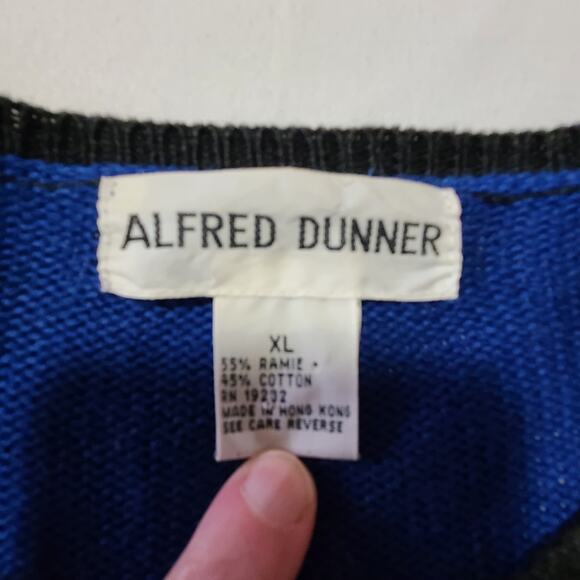 ALFRED DUNNER
XL
55% RAMIE
45% COTTON
RN 19232
MADE IN HONG KONG
SEE CARE REVERSE